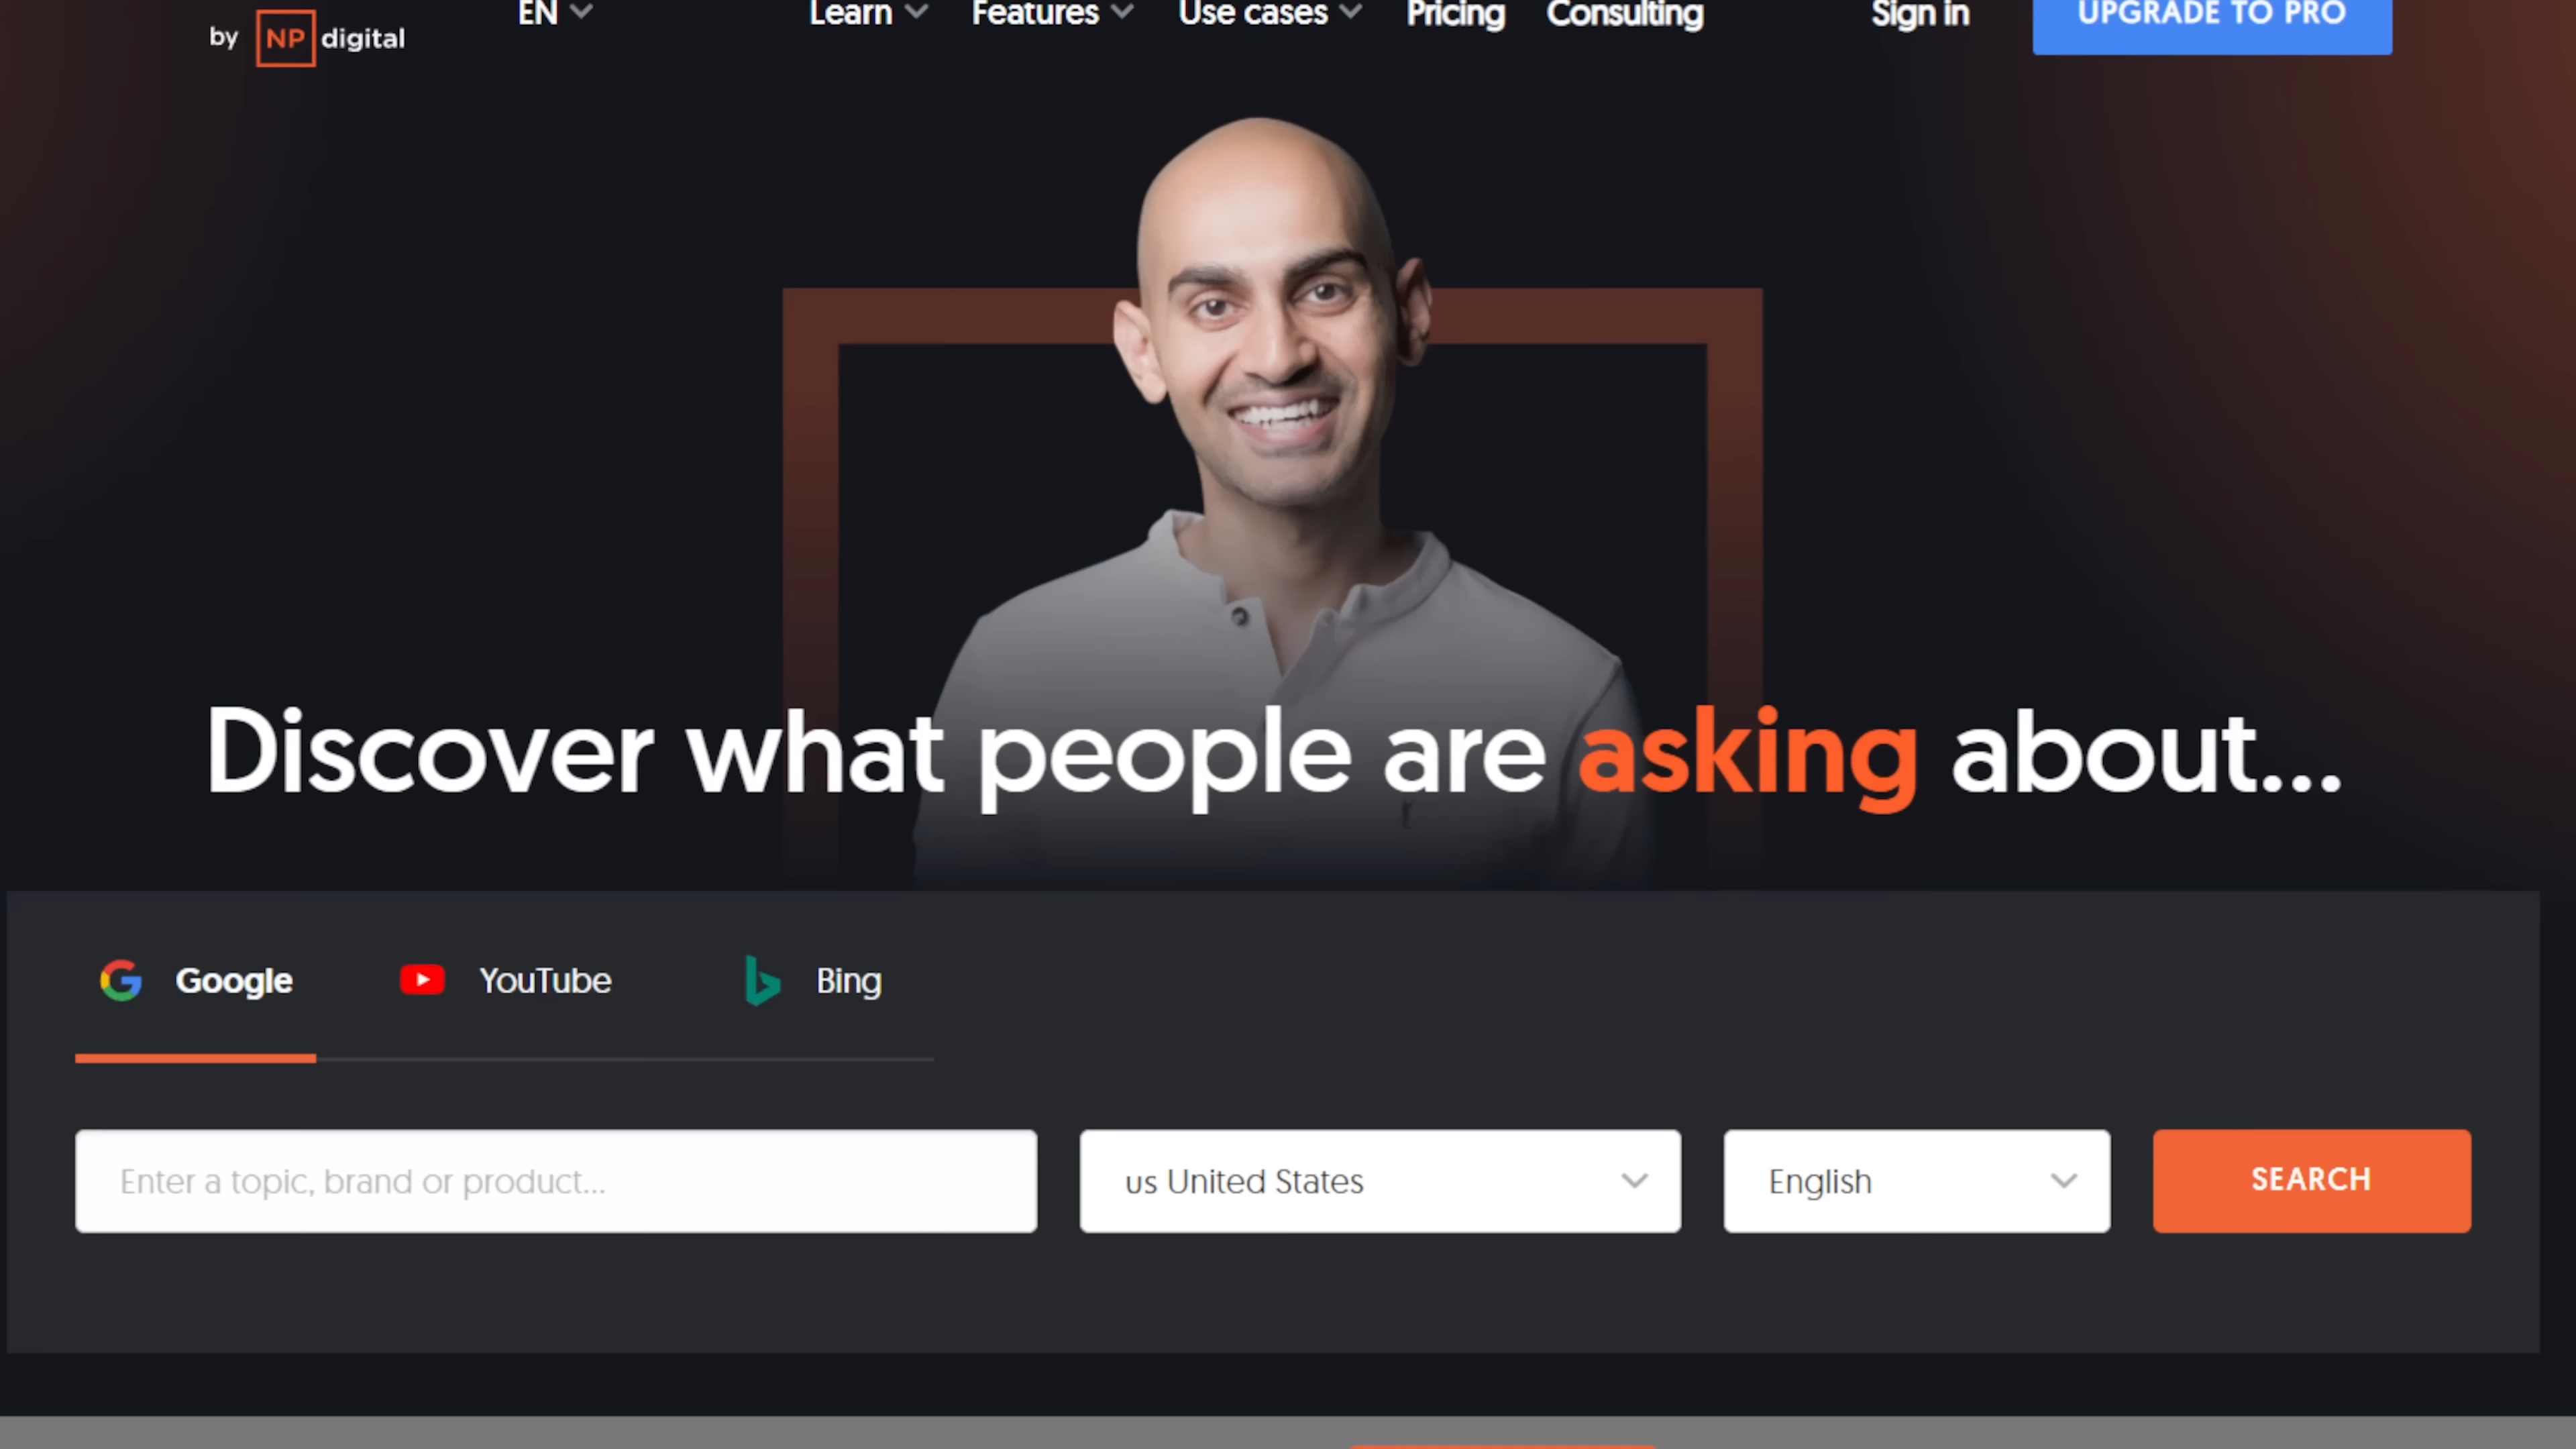 by NP digital
EN
Learn Features Use cases Pricing Consulting
Sign in
UPGRADE TO PRO
Discover what people are asking about...
Google YouTube Bing
Enter a topic, brand or product...
us United States
English
SEARCH